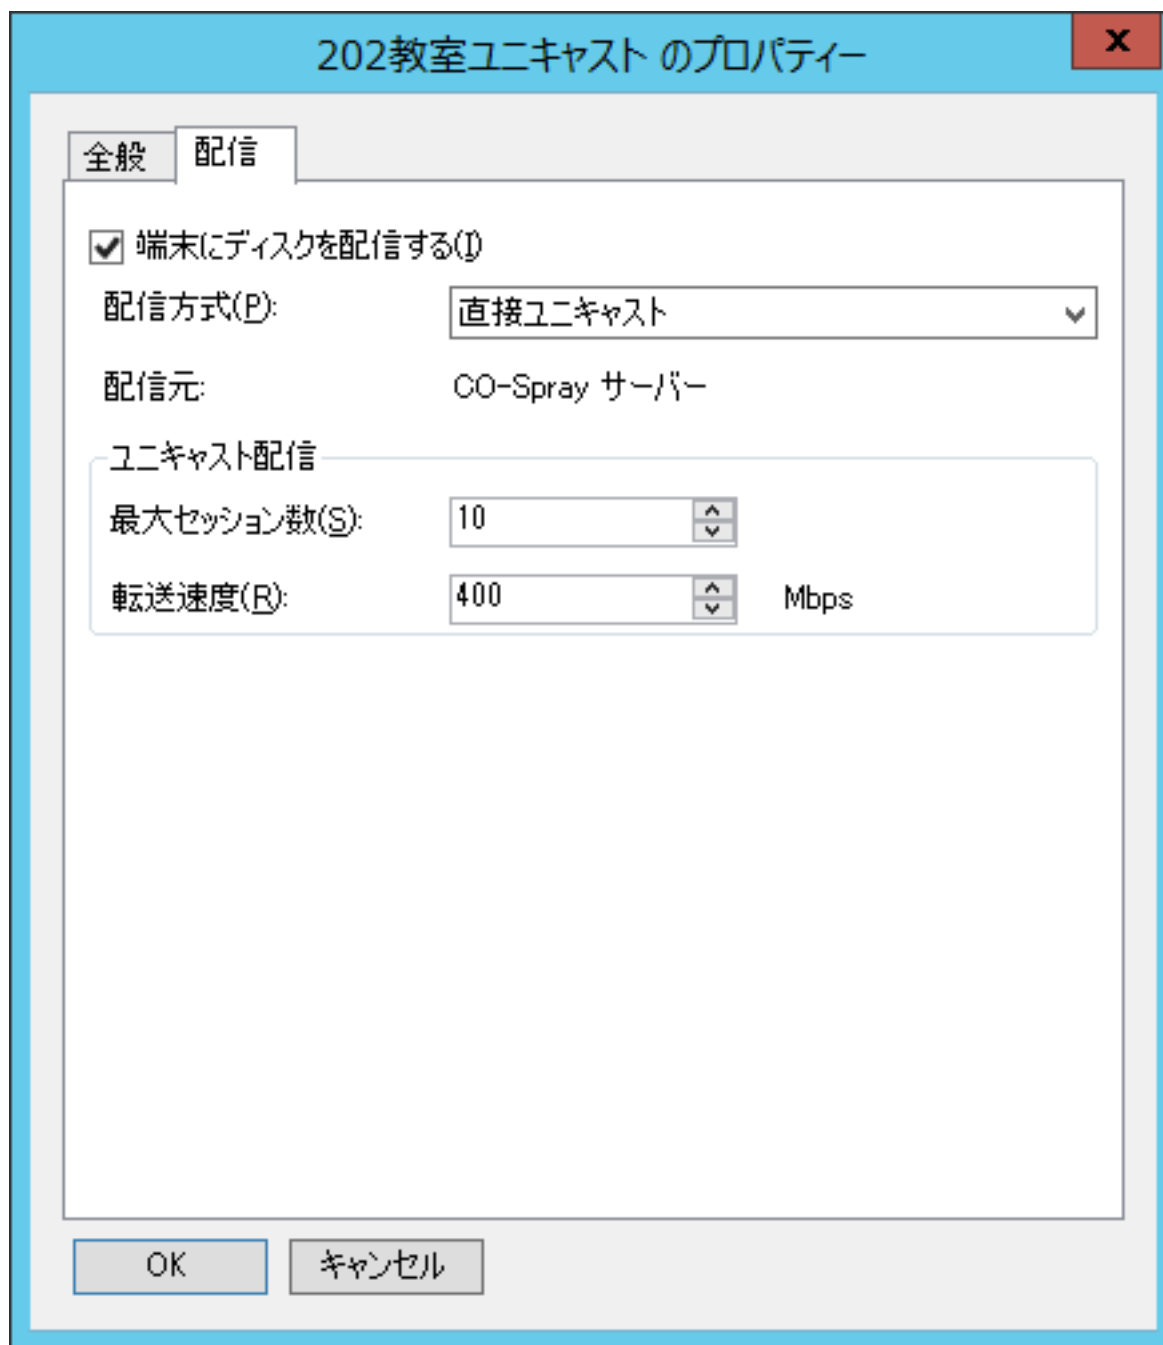 202教室ユニキャスト のプロパティー
x
全般 配信
端末にディスクを配信する(I)
配信方式(P): 直接ユニキャスト
配信元: CO-Spray サーバー
ユニキャスト配信
最大セッション数(S): 10
転送速度(R): 400 Mbps
OK キャンセル